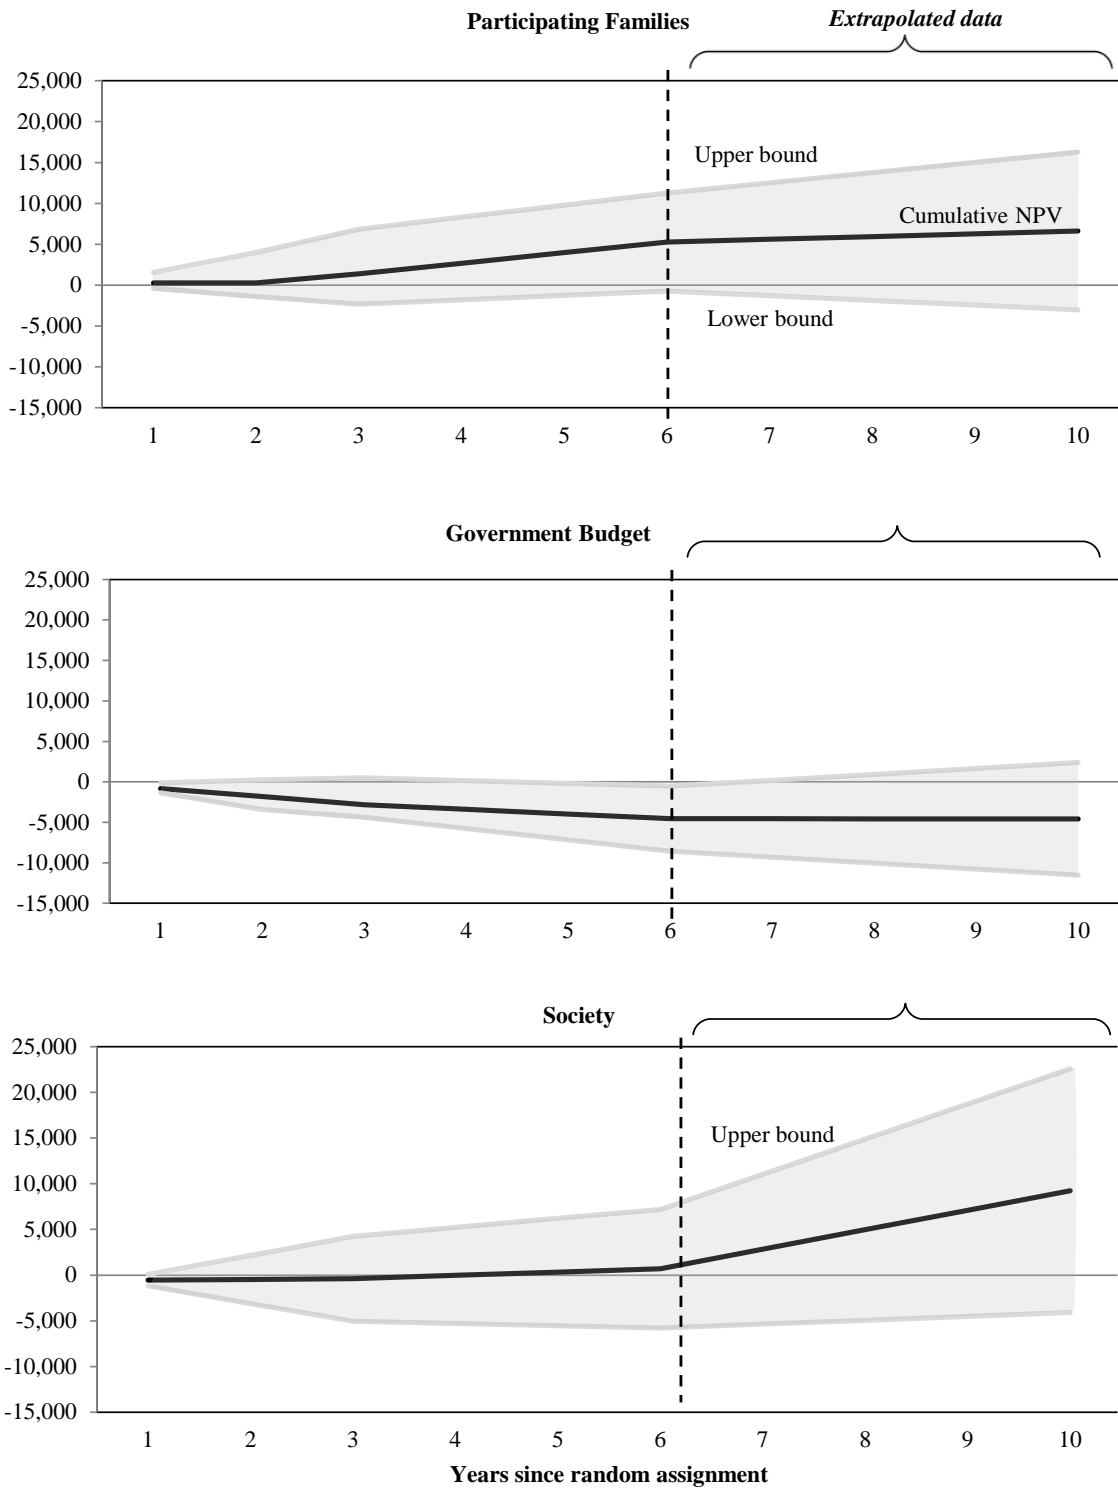 Participating Families
Extrapolated data
25,000
20,000
15,000
10,000
5,000
0
-5,000
-10,000
-15,000
Upper bound
Cumulative NPV
Lower bound
1 2 3 4 5 6 7 8 9 10
Government Budget
25,000
20,000
15,000
10,000
5,000
0
-5,000
-10,000
-15,000
1 2 3 4 5 6 7 8 9 10
Society
25,000
20,000
15,000
10,000
5,000
0
-5,000
-10,000
-15,000
Upper bound
1 2 3 4 5 6 7 8 9 10
Years since random assignment